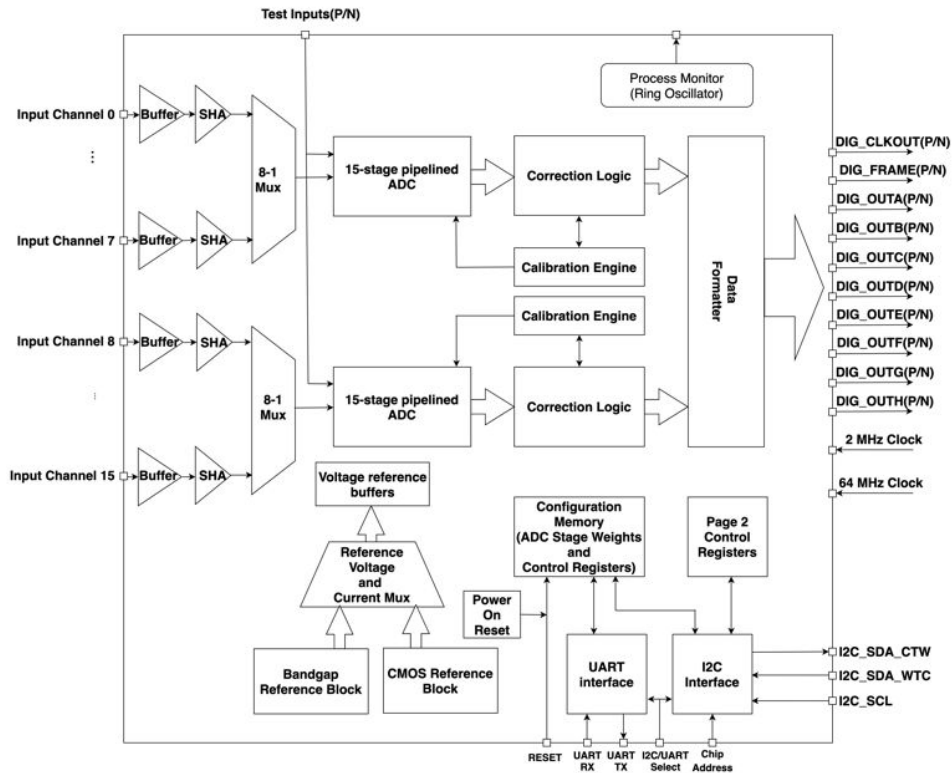 Test Inputs(P/N)
Process Monitor
(Ring Oscillator)
Input Channel 0
Buffer
SHA
...
8-1
Mux
Input Channel 7
Buffer
SHA
15-stage pipelined
ADC
Correction Logic
Calibration Engine
Data
Formatter
Input Channel 8
Buffer
SHA
...
8-1
Mux
Input Channel 15
Buffer
SHA
Calibration Engine
15-stage pipelined
ADC
Correction Logic
DIG_CLKOUT(P/N)
DIG_FRAME(P/N)
DIG_OUTA(P/N)
DIG_OUTB(P/N)
DIG_OUTC(P/N)
DIG_OUTD(P/N)
DIG_OUTE(P/N)
DIG_OUTF(P/N)
DIG_OUTG(P/N)
DIG_OUTH(P/N)
2 MHz Clock
64 MHz Clock
Voltage reference
buffers
Reference
Voltage
and
Current Mux
Bandgap
Reference Block
CMOS Reference
Block
Configuration
Memory
(ADC Stage Weights
and
Control Registers)
Page 2
Control
Registers
Power
On
Reset
UART
interface
I2C
Interface
I2C_SDA_CTW
I2C_SDA_WTC
I2C_SCL
RESET
UART
RX
UART
TX
I2C/UART
Select
Chip
Address